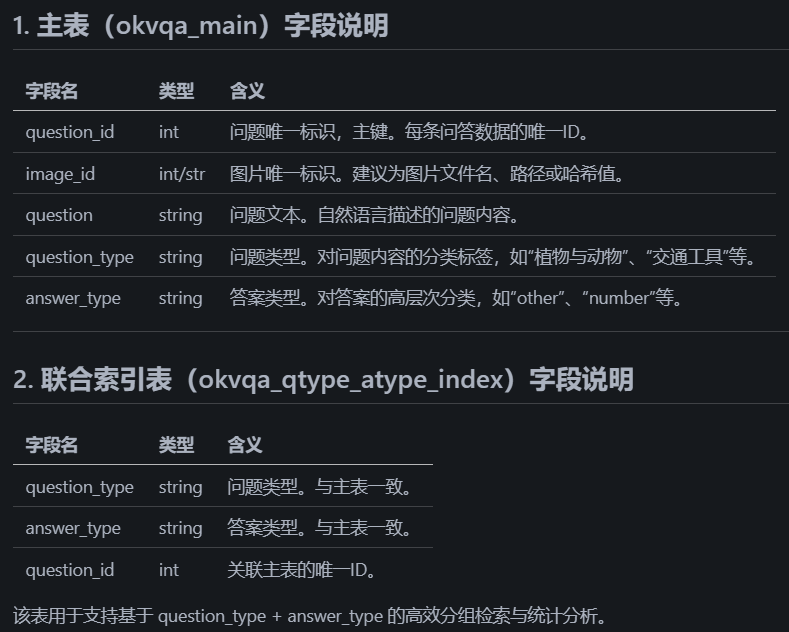 1. 主表（okvqa_main）字段说明
字段名 类型 含义
question_id int 问题唯一标识，主键。每条问答数据的唯一ID。
image_id int/str 图片唯一标识。建议为图片文件名、路径或哈希值。
question string 问题文本。自然语言描述的问题内容。
question_type string 问题类型。对问题内容的分类标签，如“植物与动物”、“交通工具”等。
answer_type string 答案类型。对答案的高层次分类，如“other”、“number”等。
2. 联合索引表（okvqa_qtype_atype_index）字段说明
字段名 类型 含义
question_type string 问题类型。与主表一致。
answer_type string 答案类型。与主表一致。
question_id int 关联主表的唯一ID。
该表用于支持基于 question_type + answer_type 的高效分组检索与统计分析。